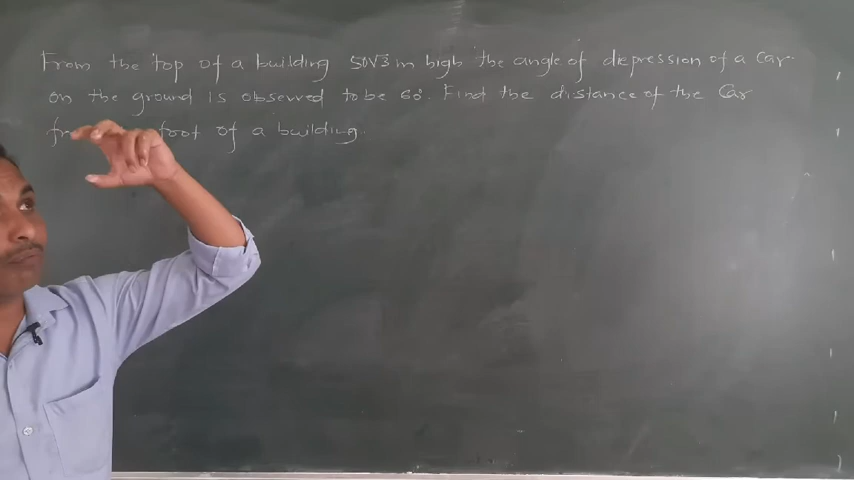 From the top of a building 50√3 m high the angle of depression of a Car
on the ground is observed to be 60°. Find the distance of the Car
foot of a building.